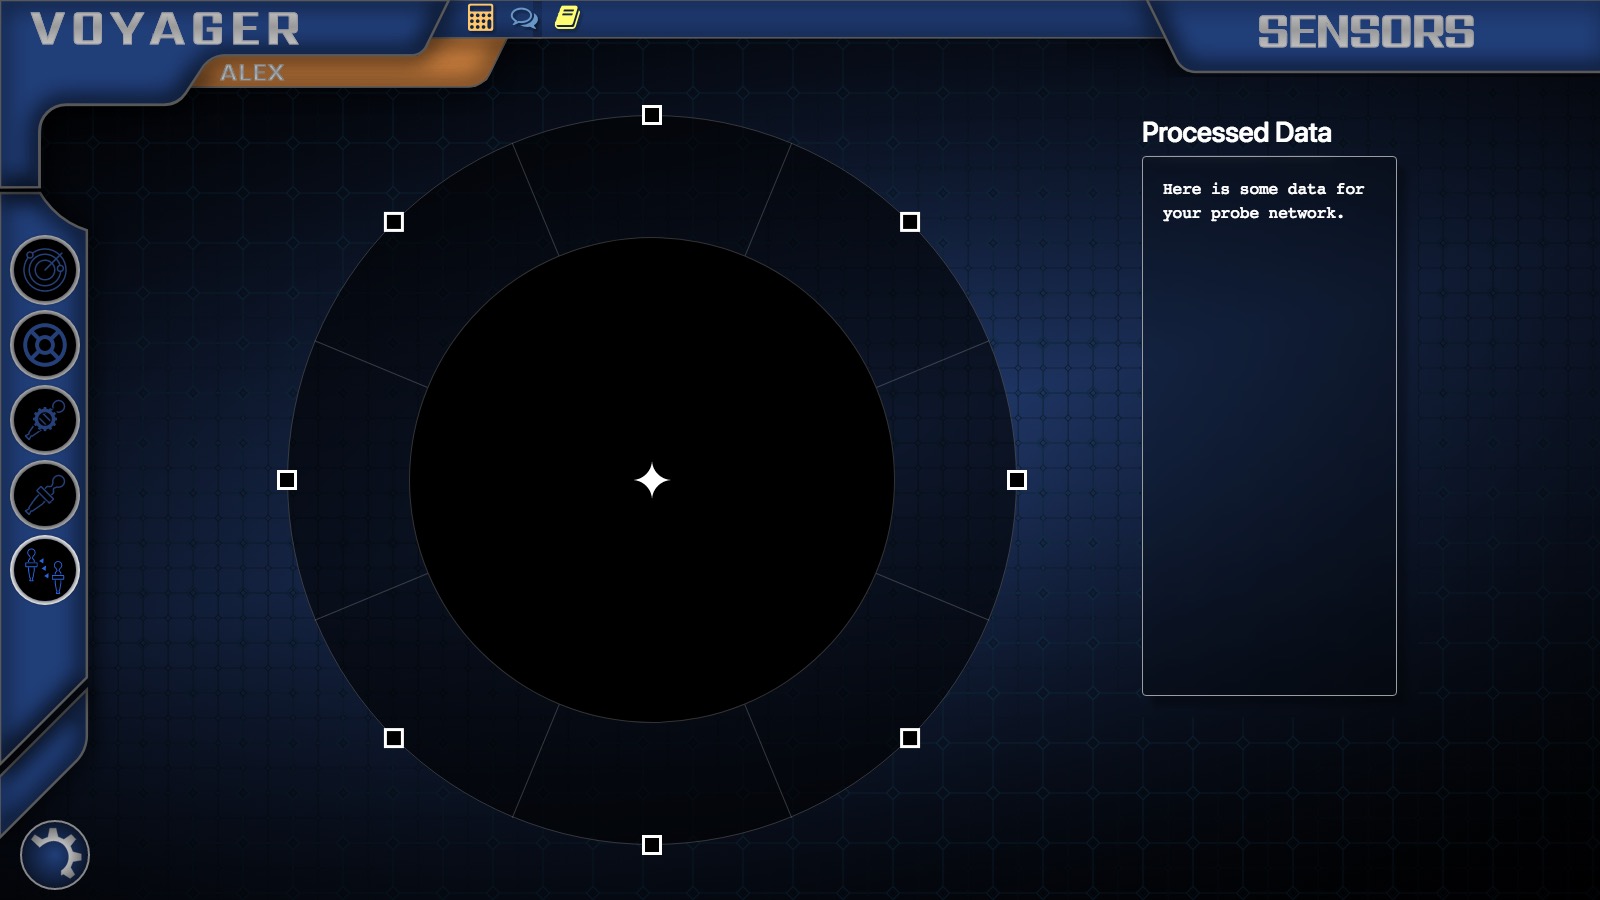 VOYAGER
SENSORS
ALEX
Processed Data
Here is some data for
your probe network.